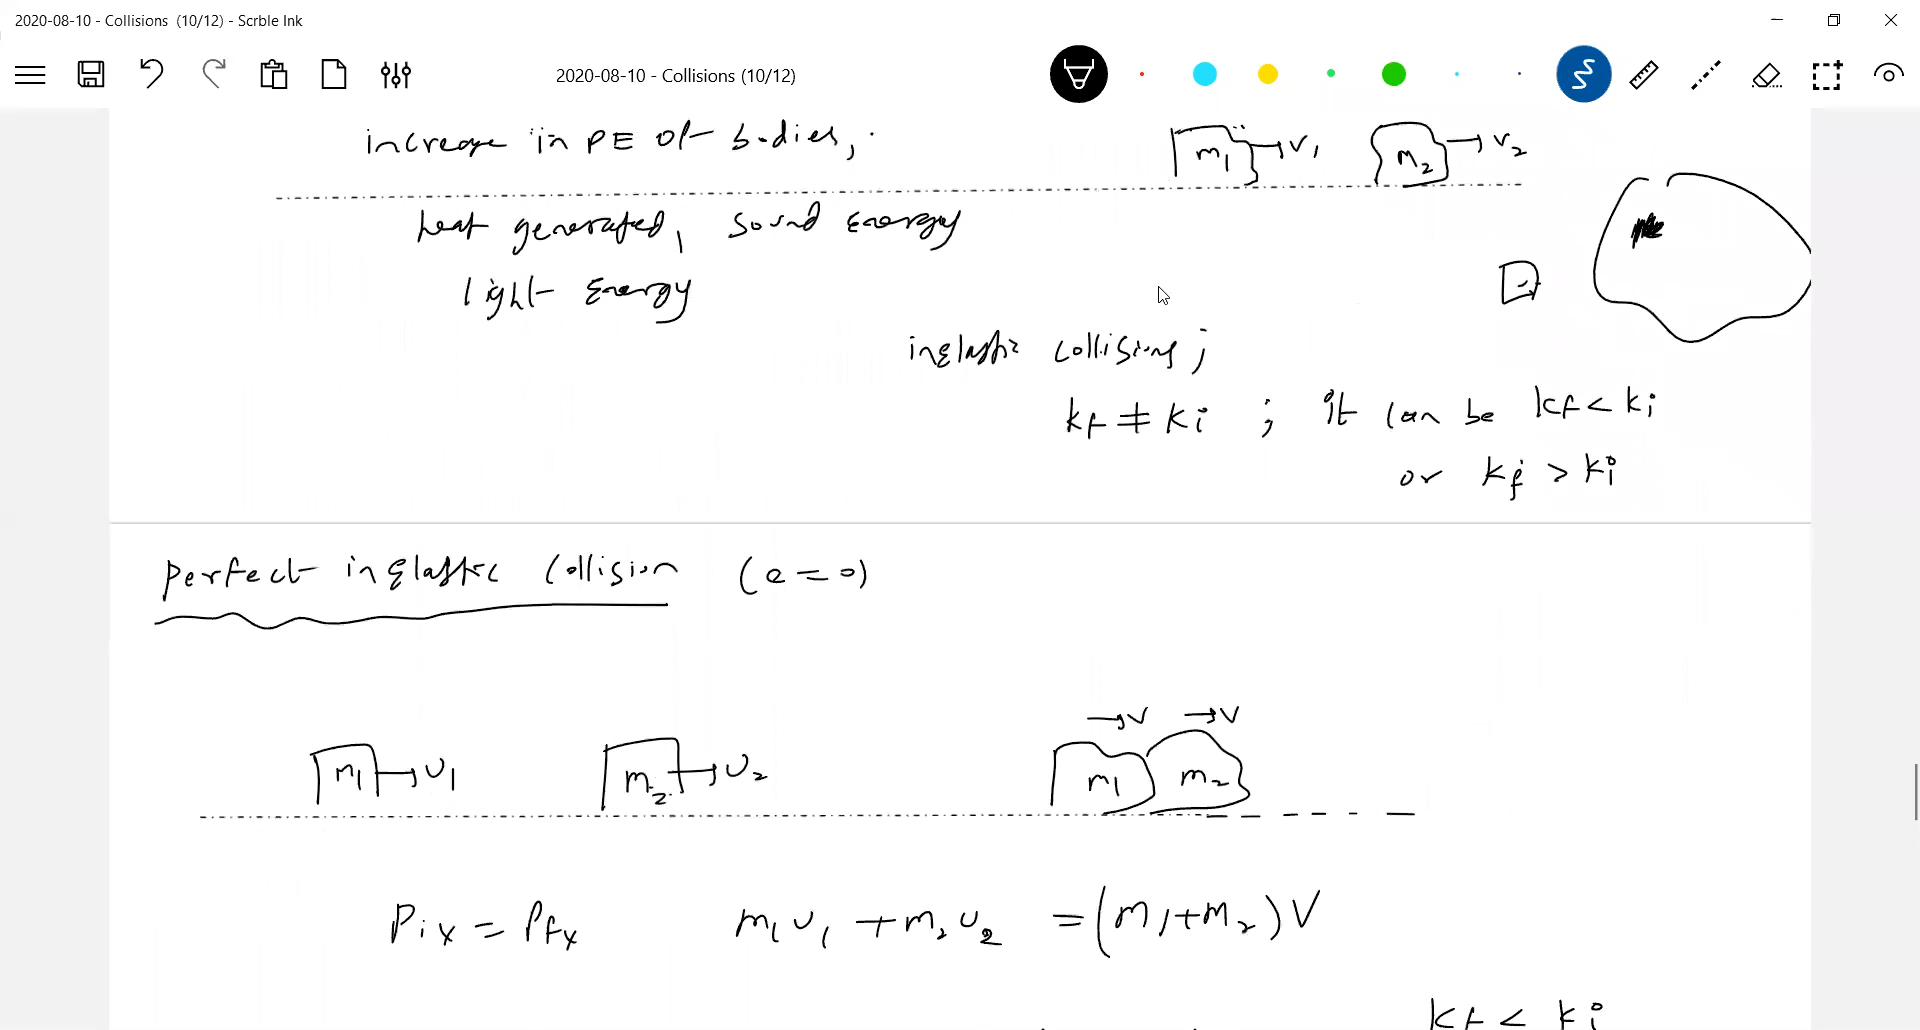 2020-08-10 - Collisions (10/12) - Scrble Ink
2020-08-10 - Collisions (10/12)
increase in PE of bodies,
m₁ → v₁ m₂ → v₂
heat generated, sound energy
light energy
inelastic collisions;
kf ≠ ki ; it can be kf < ki
or kf > ki
perfect inelastic collision (e = 0)
→ v → v
m₁ → u₁ m₂ → u₂ m₁ m₂
Pix = Pfx m₁u₁ + m₂u₂ = (m₁+m₂) V
kf < ki